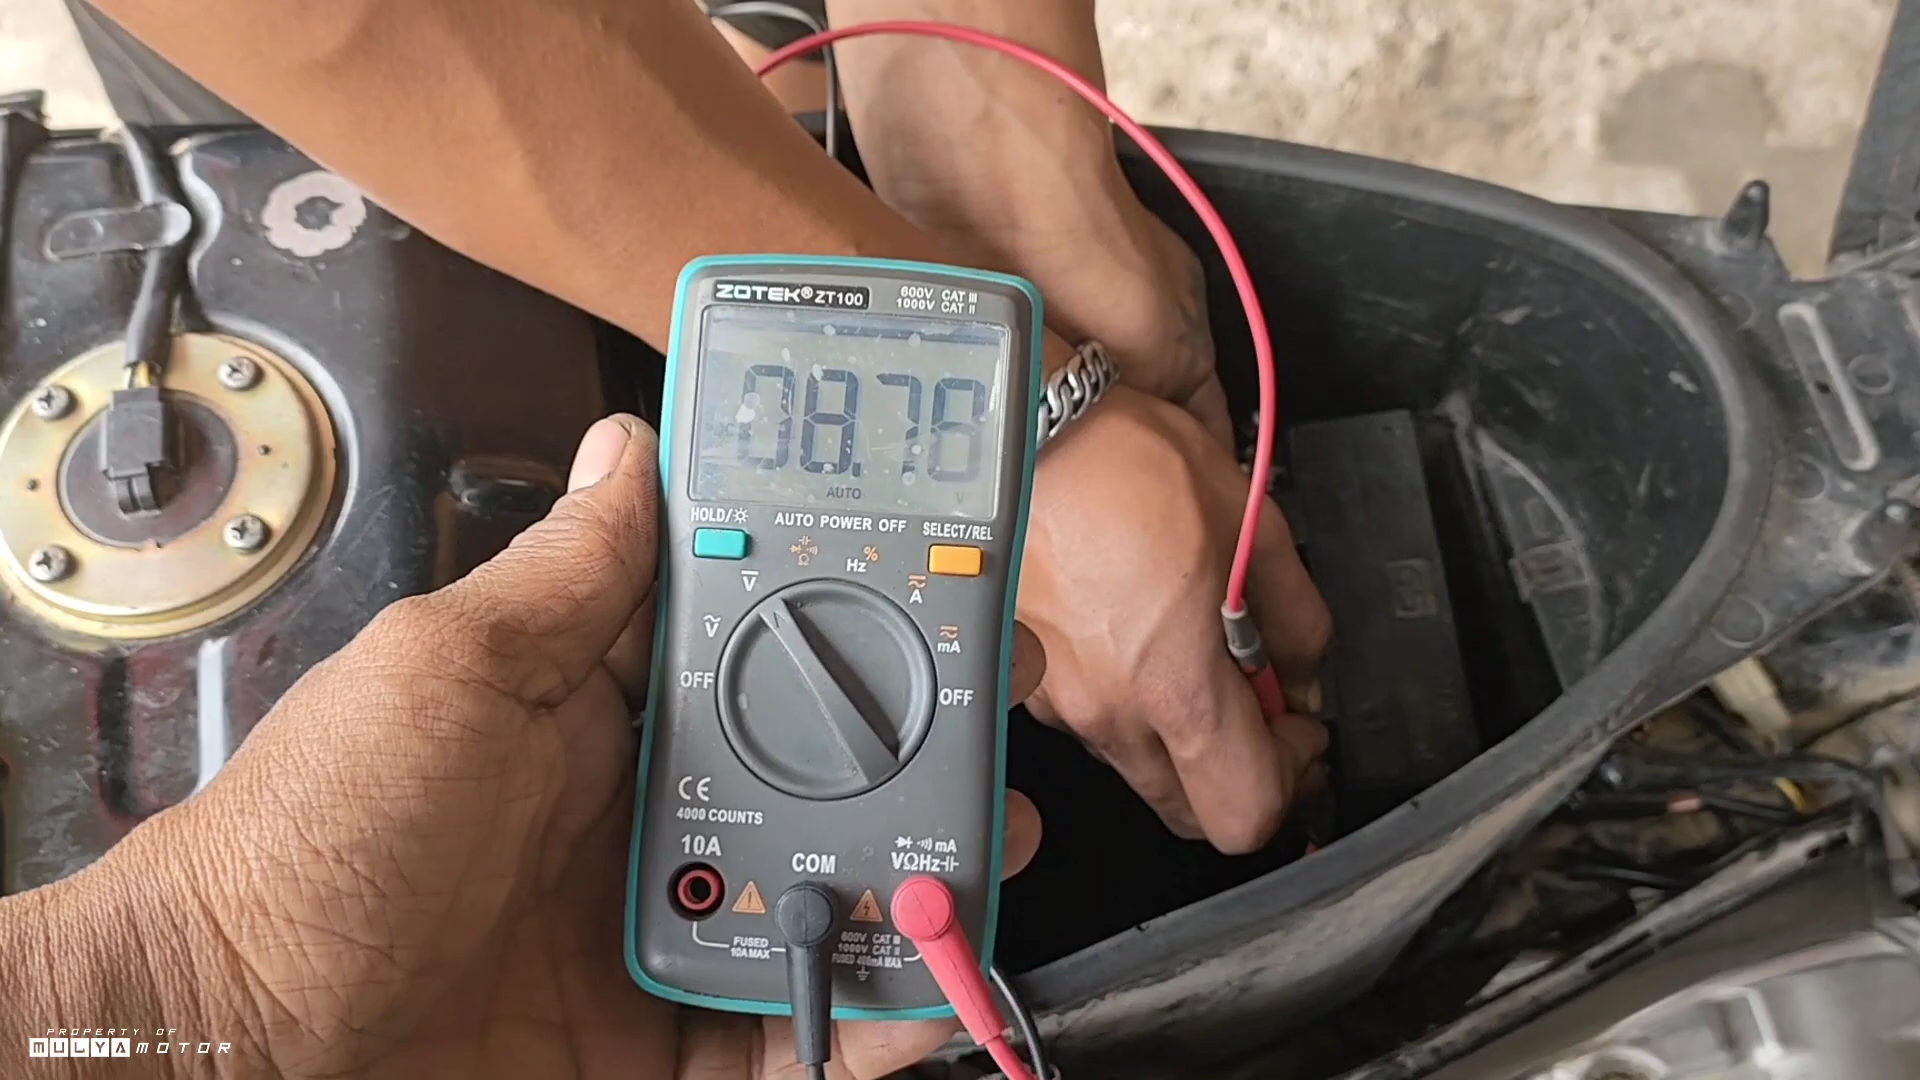 ZOTEK® ZT100
600V CAT III
1000V CAT II
08.78
AUTO
V
HOLD/
AUTO POWER OFF
SELECT/REL
V
Hz %
A
V
mA
OFF
OFF
CE
4000 COUNTS
10A
COM
mA
VΩHz
FUSED
10A MAX
600V CAT III
1000V CAT II
FUSED 400mA MAX
PROPERTY OF
MULYAMOTOR